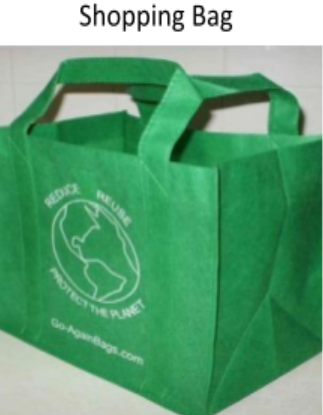 Shopping Bag
REDUCE REUSE
PROTECT THE PLANET
Go-AgainBags.com